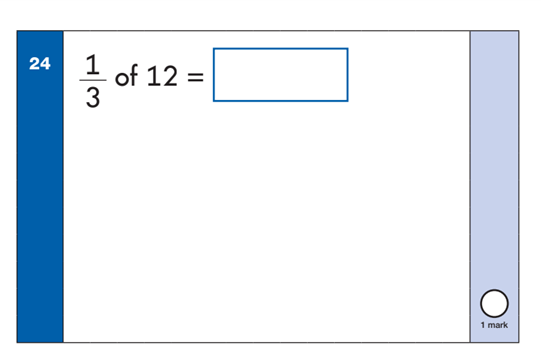 24
1/3 of 12 =
1 mark